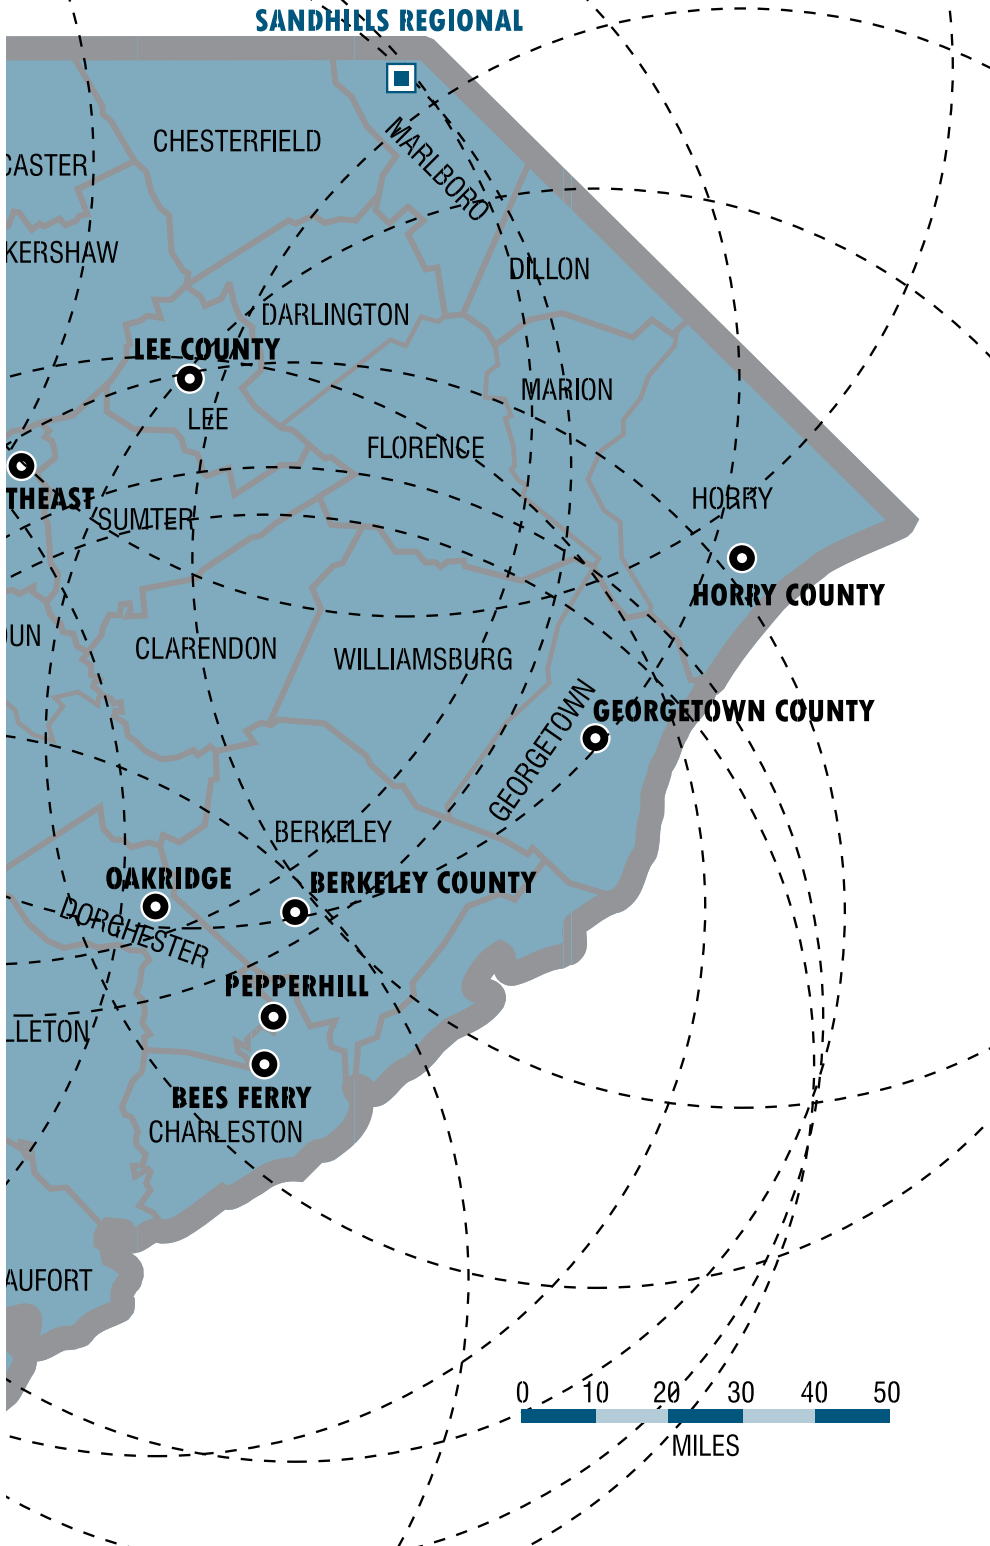 SANDHILLS REGIONAL
CHESTERFIELD
MARLBORO
CASTER
KERSHAW
DILLON
DARLINGTON
LEE COUNTY
MARION
LEE
FLORENCE
THEAST
HORRY
SUMTER
HORRY COUNTY
OUN
CLARENDON
WILLIAMSBURG
GEORGETOWN
GEORGETOWN COUNTY
BERKELEY
OAKRIDGE
BERKELEY COUNTY
DORCHESTER
PEPPERHILL
LLETON
BEES FERRY
CHARLESTON
AUFORT
0 10 20 30 40 50
MILES